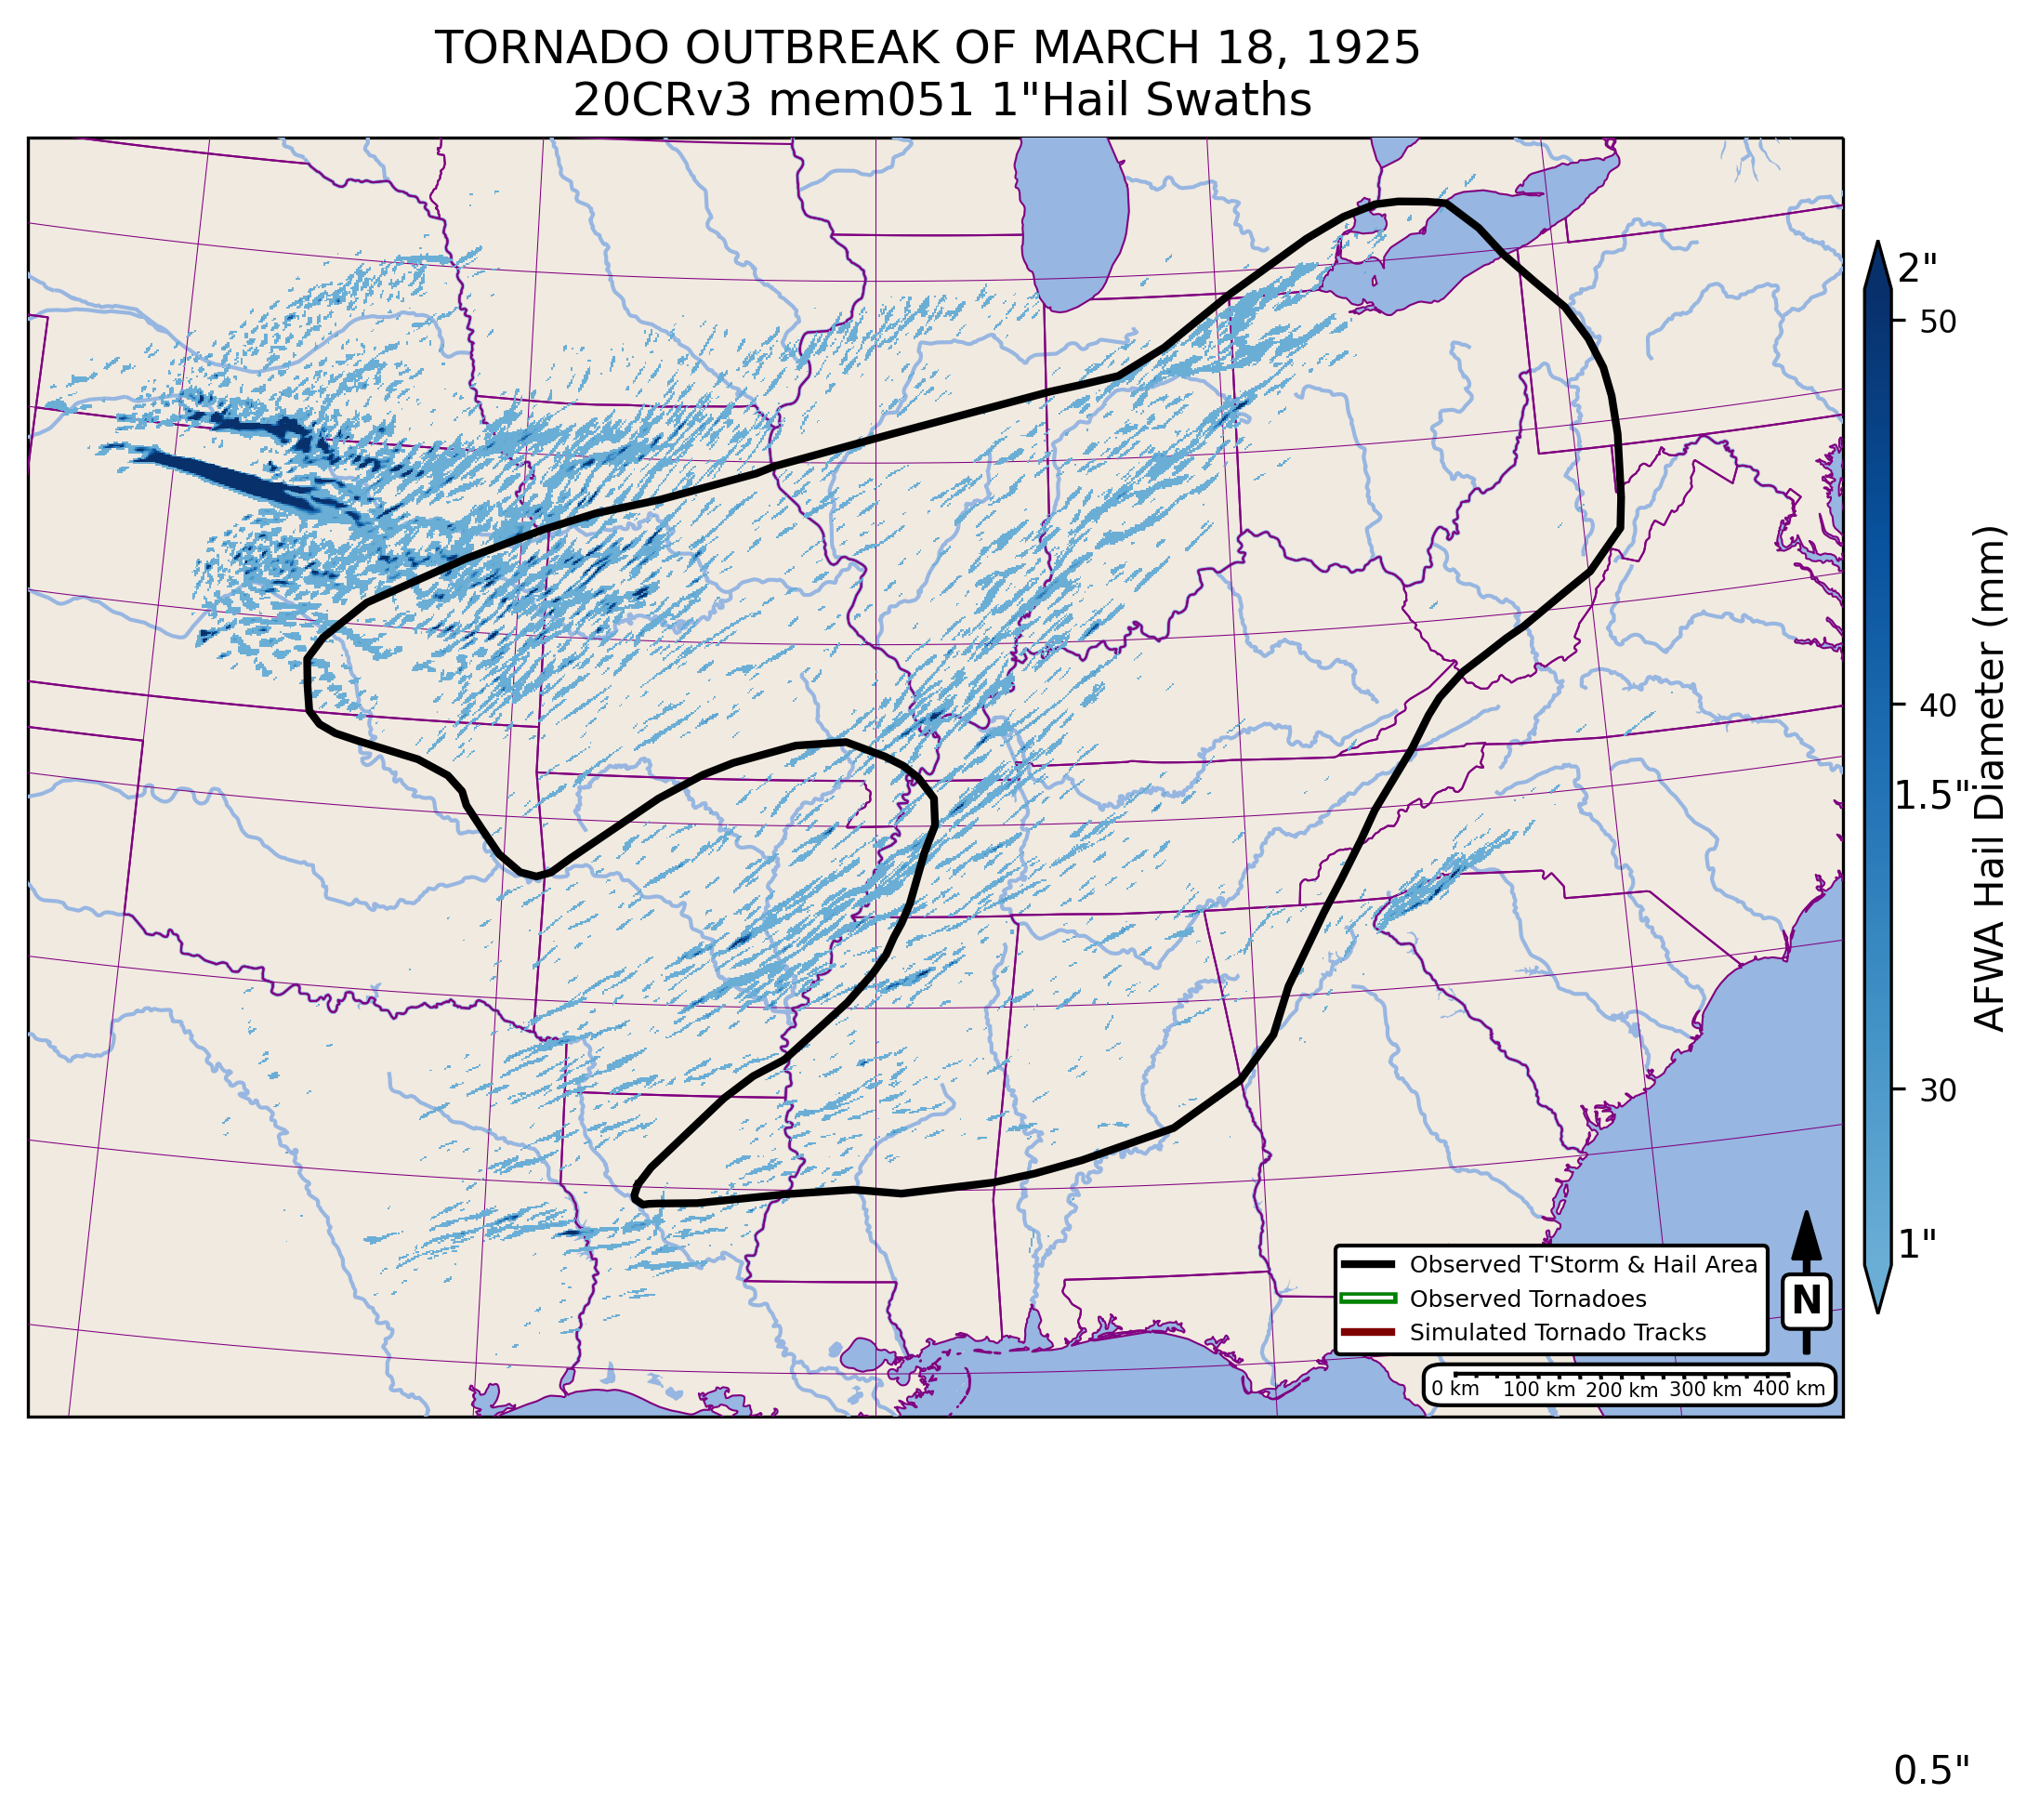 TORNADO OUTBREAK OF MARCH 18, 1925
20CRv3 mem051 1"Hail Swaths
2"
50
40
1.5"
30
1"
AFWA Hail Diameter (mm)
Observed T'Storm & Hail Area
Observed Tornadoes
Simulated Tornado Tracks
N
0 km 100 km 200 km 300 km 400 km
0.5"